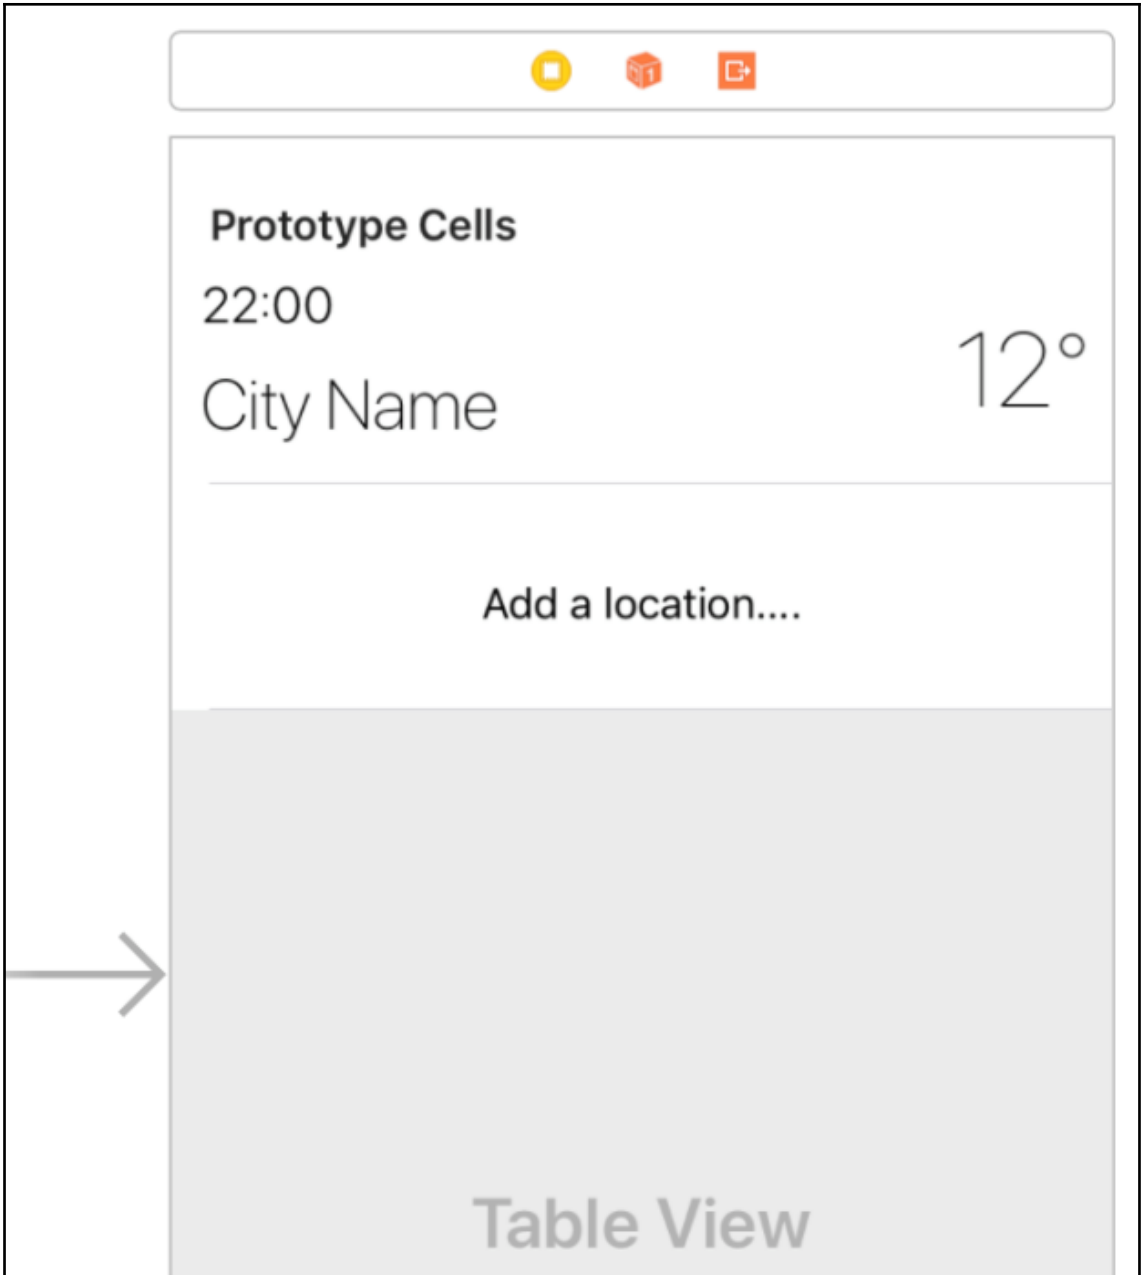 Prototype Cells
22:00
12°
City Name
Add a location....
Table View